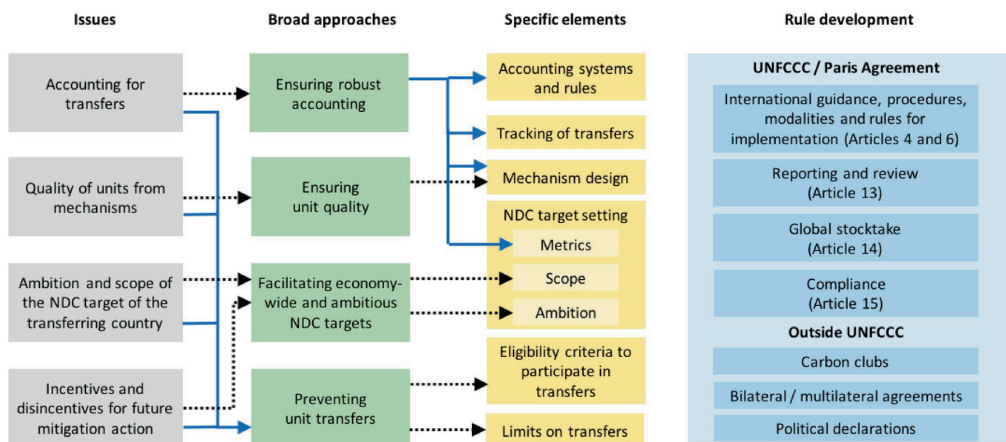 Issues
Broad approaches
Specific elements
Rule development
Accounting for
transfers
Quality of units from
mechanisms
Ambition and scope of
the NDC target of the
transferring country
Incentives and
disincentives for future
mitigation action
Ensuring robust
accounting
Ensuring
unit quality
Facilitating economy-
wide and ambitious
NDC targets
Preventing
unit transfers
Accounting systems
and rules
Tracking of transfers
Mechanism design
NDC target setting
Metrics
Scope
Ambition
Eligibility criteria to
participate in
transfers
Limits on transfers
UNFCCC / Paris Agreement
International guidance, procedures,
modalities and rules for
implementation (Articles 4 and 6)
Reporting and review
(Article 13)
Global stocktake
(Article 14)
Compliance
(Article 15)
Outside UNFCCC
Carbon clubs
Bilateral / multilateral agreements
Political declarations